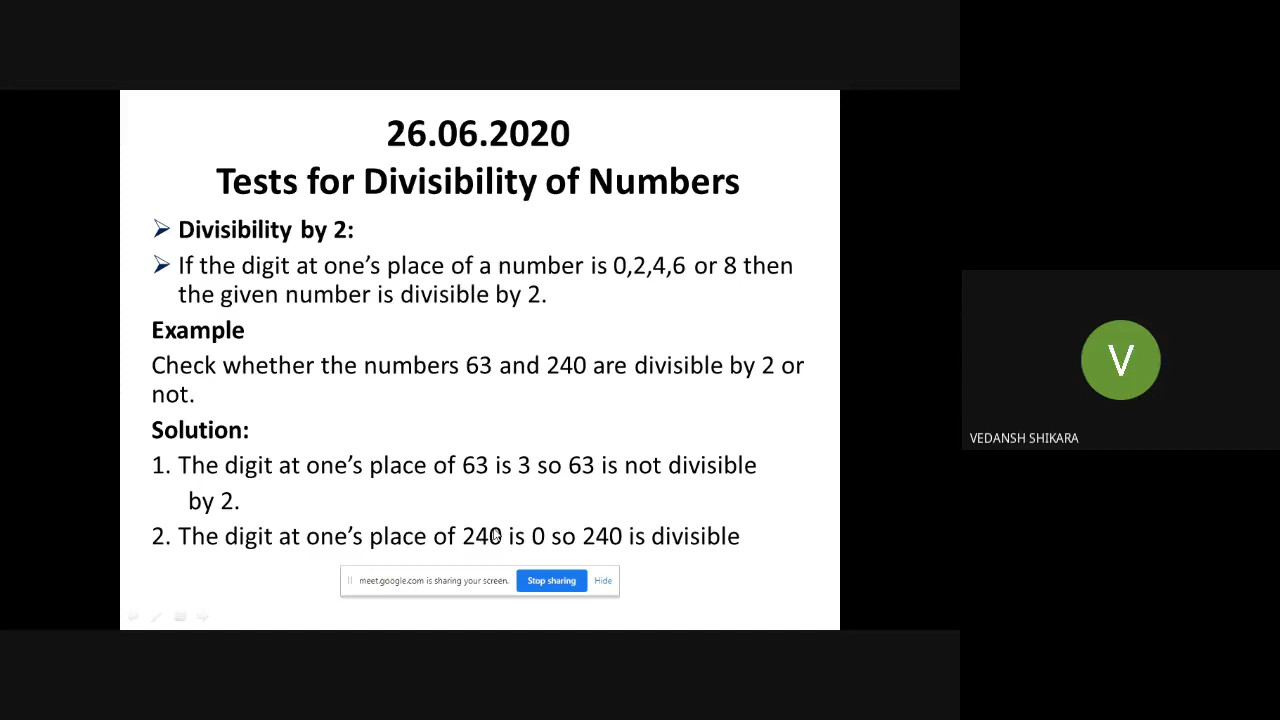 26.06.2020
Tests for Divisibility of Numbers
Divisibility by 2:
If the digit at one's place of a number is 0,2,4,6 or 8 then
the given number is divisible by 2.
Example
Check whether the numbers 63 and 240 are divisible by 2 or
not.
Solution:
1. The digit at one's place of 63 is 3 so 63 is not divisible
by 2.
2. The digit at one's place of 240 is 0 so 240 is divisible
meet.google.com is sharing your screen. Stop sharing Hide
V
VEDANSH SHIKARA